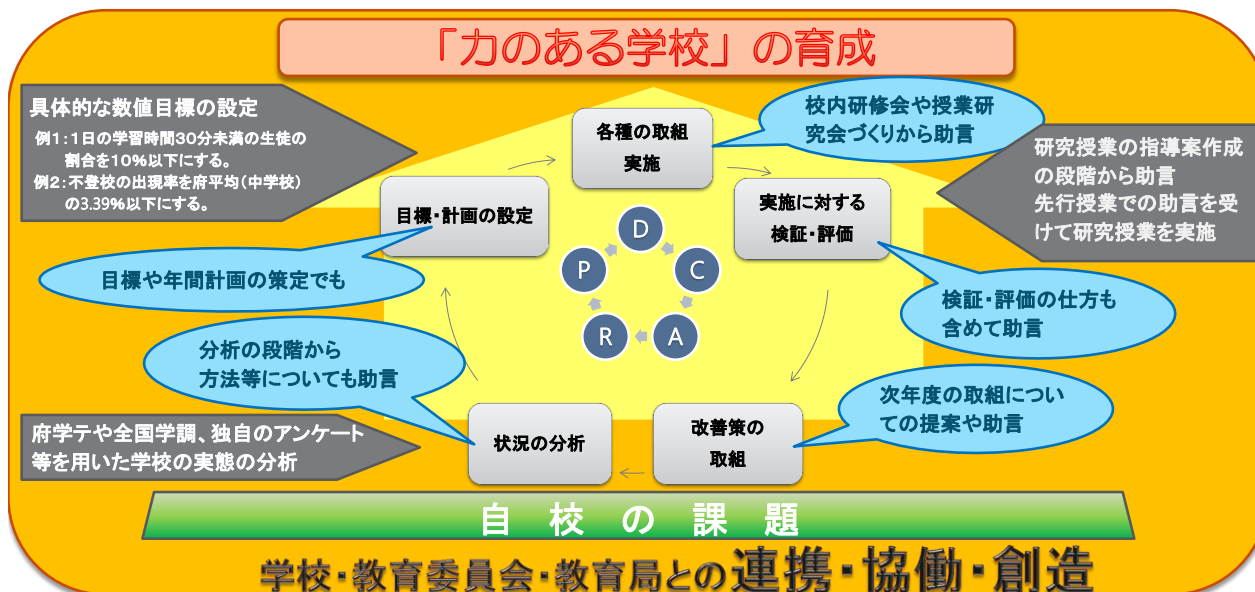 「力のある学校」の育成
具体的な数値目標の設定
例１：１日の学習時間３０分未満の生徒の
割合を１０％以下にする。
例２：不登校の出現率を府平均（中学校）
の3.39％以下にする。
各種の取組
実施
校内研修会や授業研
究会づくりから助言
研究授業の指導案作成
の段階から助言
先行授業での助言を受
けて研究授業を実施
目標・計画の設定
実施に対する
検証・評価
D
P
C
R
A
目標や年間計画の策定でも
検証・評価の仕方も
含めて助言
分析の段階から
方法等についても助言
次年度の取組につい
ての提案や助言
府学テや全国学調、独自のアンケート
等を用いた学校の実態の分析
状況の分析
改善策の
取組
自校の課題
学校・教育委員会・教育局との連携・協働・創造